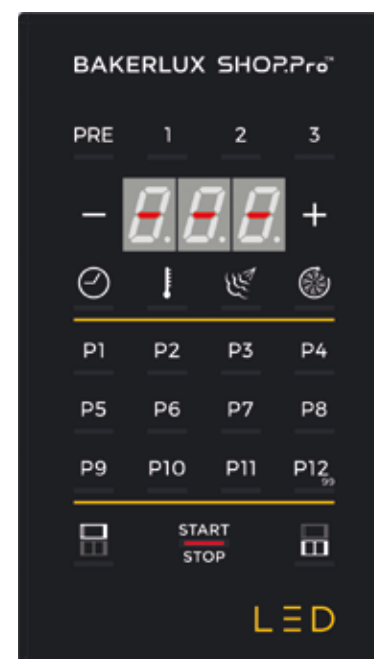 BAKERLUX SHOP.Pro™
PRE 1 2 3
- --- +
P1 P2 P3 P4
P5 P6 P7 P8
P9 P10 P11 P12
99
START
STOP
LED